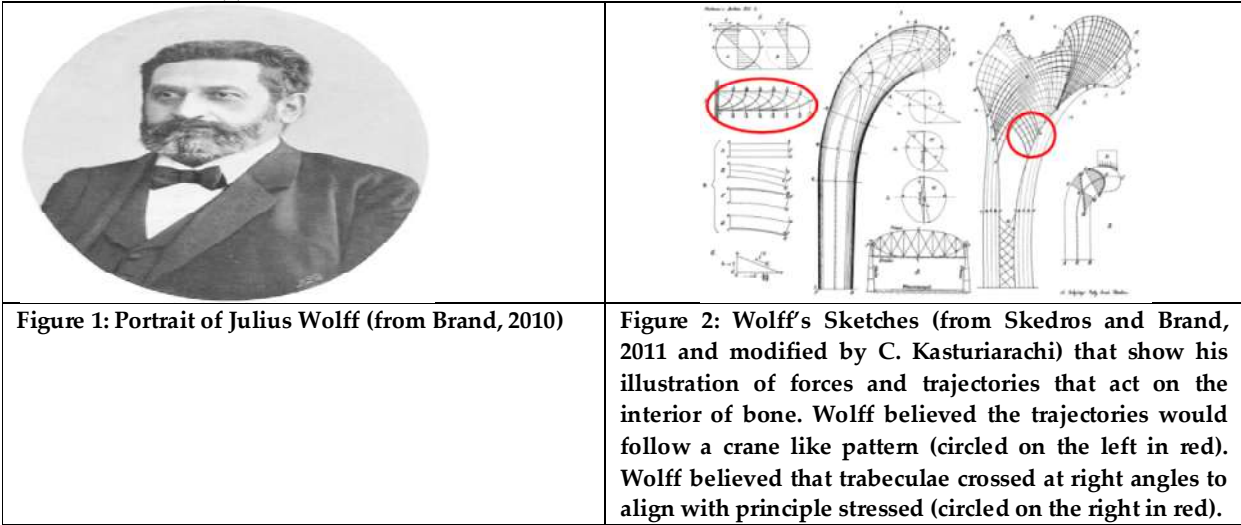 Figure 1: Portrait of Julius Wolff (from Brand, 2010)
Figure 2: Wolff's Sketches (from Skedros and Brand,
2011 and modified by C. Kasturiarachi) that show his
illustration of forces and trajectories that act on the
interior of bone. Wolff believed the trajectories would
follow a crane like pattern (circled on the left in red).
Wolff believed that trabeculae crossed at right angles to
align with principle stressed (circled on the right in red).